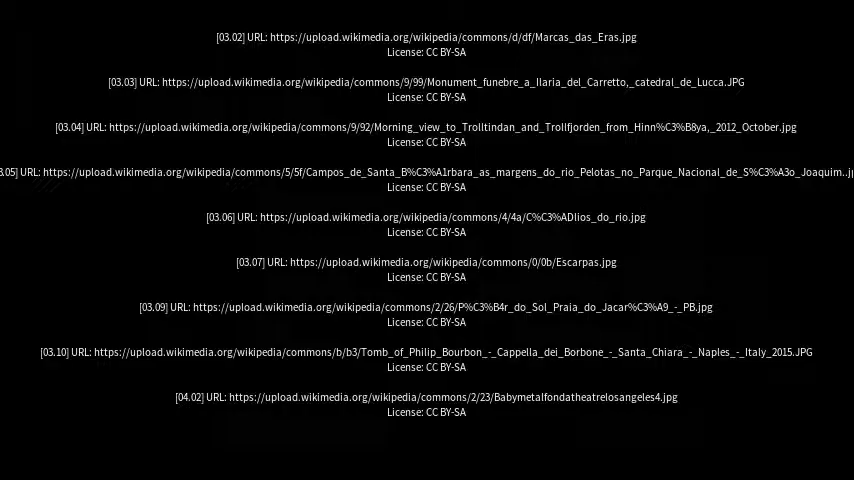 [03.02] URL: https://upload.wikimedia.org/wikipedia/commons/d/df/Marcas_das_Eras.jpg
License: CC BY-SA
[03.03] URL: https://upload.wikimedia.org/wikipedia/commons/9/99/Monument_funebre_a_Ilaria_del_Carretto,_catedral_de_Lucca.JPG
License: CC BY-SA
[03.04] URL: https://upload.wikimedia.org/wikipedia/commons/9/92/Morning_view_to_Trolltindan_and_Trollfjorden_from_Hinn%C3%B8ya,_2012_October.jpg
License: CC BY-SA
3.05] URL: https://upload.wikimedia.org/wikipedia/commons/5/5f/Campos_de_Santa_B%C3%A1rbara_as_margens_do_rio_Pelotas_no_Parque_Nacional_de_S%C3%A3o_Joaquim..jp
License: CC BY-SA
[03.06] URL: https://upload.wikimedia.org/wikipedia/commons/4/4a/C%C3%ADlios_do_rio.jpg
License: CC BY-SA
[03.07] URL: https://upload.wikimedia.org/wikipedia/commons/0/0b/Escarpas.jpg
License: CC BY-SA
[03.09] URL: https://upload.wikimedia.org/wikipedia/commons/2/26/P%C3%B4r_do_Sol_Praia_do_Jacar%C3%A9_-_PB.jpg
License: CC BY-SA
[03.10] URL: https://upload.wikimedia.org/wikipedia/commons/b/b3/Tomb_of_Philip_Bourbon_-_Cappella_dei_Borbone_-_Santa_Chiara_-_Naples_-_Italy_2015.JPG
License: CC BY-SA
[04.02] URL: https://upload.wikimedia.org/wikipedia/commons/2/23/Babymetalfondatheatrelosangeles4.jpg
License: CC BY-SA